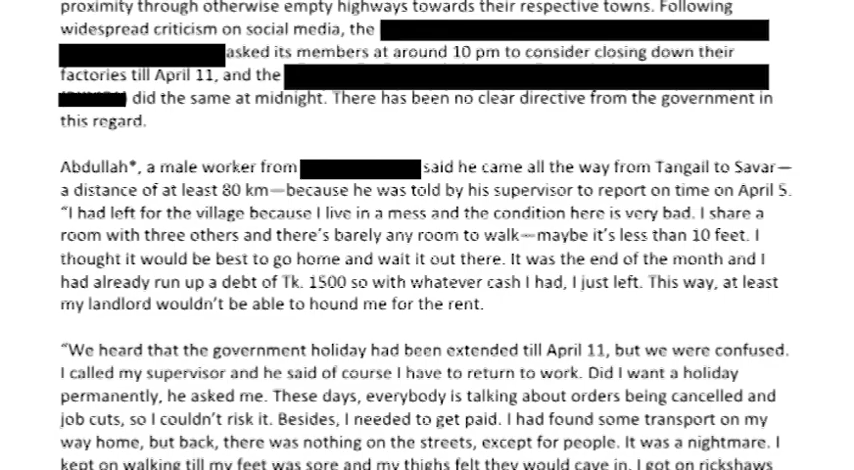 proximity through otherwise empty highways towards their respective towns. Following
widespread criticism on social media, the
asked its members at around 10 pm to consider closing down their
factories till April 11, and the
did the same at midnight. There has been no clear directive from the government in
this regard.
Abdullah*, a male worker from said he came all the way from Tangail to Savar—
a distance of at least 80 km—because he was told by his supervisor to report on time on April 5.
“I had left for the village because I live in a mess and the condition here is very bad. I share a
room with three others and there’s barely any room to walk—maybe it’s less than 10 feet. I
thought it would be best to go home and wait it out there. It was the end of the month and I
had already run up a debt of Tk. 1500 so with whatever cash I had, I just left. This way, at least
my landlord wouldn’t be able to hound me for the rent.
“We heard that the government holiday had been extended till April 11, but we were confused.
I called my supervisor and he said of course I have to return to work. Did I want a holiday
permanently, he asked me. These days, everybody is talking about orders being cancelled and
job cuts, so I couldn’t risk it. Besides, I needed to get paid. I had found some transport on my
way home, but back, there was nothing on the streets, except for people. It was a nightmare. I
kept on walking till my feet was sore and my thighs felt they would cave in. I got on rickshaws